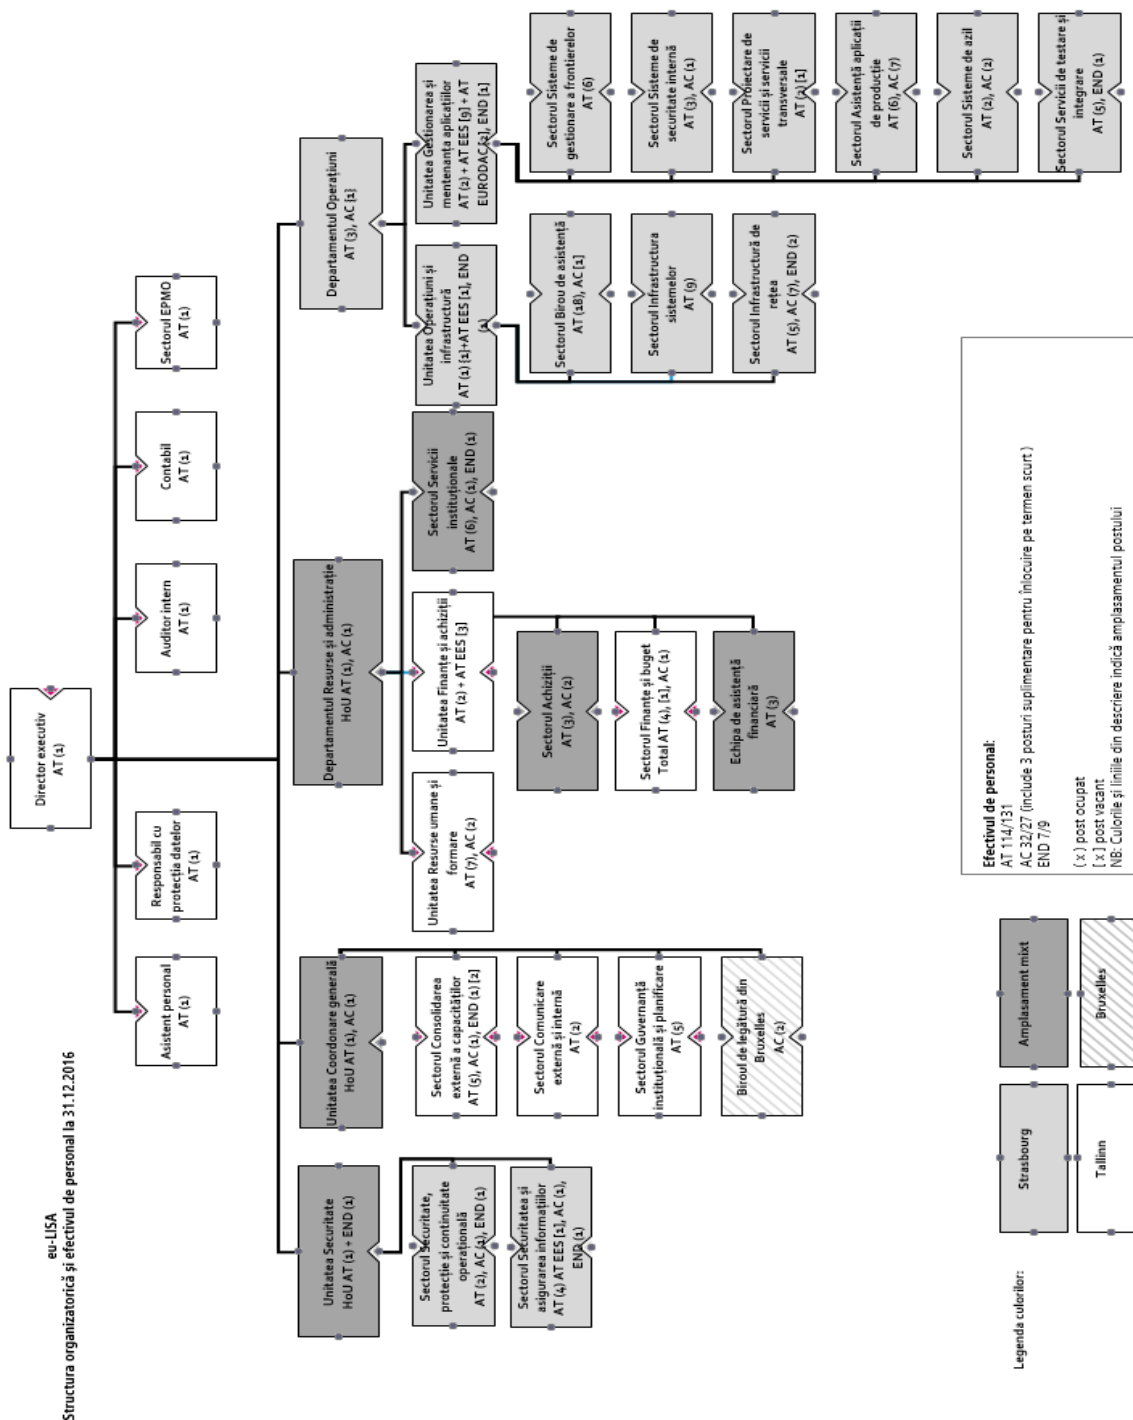 eu-LISA
Structura organizatorică și efectivul de personal la 31.12.2016
Director executiv
AT (1)
Asistent personal
AT (1)
Responsabil cu
protecția datelor
AT (1)
Auditor intern
AT (1)
Contabil
AT (1)
Sectorul EPMO
AT (1)
Unitatea Securitate
HoU AT (1) + END (1)
Sectorul Securitate,
protecție și continuitate
operațională
AT (2), AC (1), END (1)
Sectorul Securitatea și
asigurarea informațiilor
AT (4) AT EES [1], AC (1),
END (1)
Unitatea Coordonare generală
HoU AT (1), AC (1)
Sectorul Consolidarea
externă a capacităților
AT (5), AC (1), END (1) [2]
Sectorul Comunicare
externă și internă
AT (2)
Sectorul Guvernanță
instituțională și planificare
AT (5)
Biroul de legătură din
Bruxelles
AC (2)
Departamentul Resurse și administrație
HoU AT (1), AC (1)
Unitatea Resurse umane și
formare
AT (7), AC (2)
Unitatea Finanțe și achiziții
AT (2) + AT EES [3]
Sectorul Servicii
instituționale
AT (6), AC (1), END (1)
Sectorul Achiziții
AT (3), AC (2)
Sectorul Finanțe și buget
Total AT (4), [1], AC (1)
Echipa de asistență
financiară
AT (3)
Departamentul Operațiuni
AT (3), AC [1]
Unitatea Operațiuni și
infrastructură
AT (1) [1]+AT EES [1], END
(1)
Unitatea Gestionarea și
mentenanța aplicațiilor
AT (2) + AT EES [9] + AT
EURODAC [2], END [1]
Sectorul Birou de asistență
AT (18), AC [1]
Sectorul Infrastructura
sistemelor
AT (9)
Sectorul Infrastructură de
rețea
AT (5), AC (7), END (2)
Sectorul Sisteme de
gestionare a frontierelor
AT (6)
Sectorul Sisteme de
securitate internă
AT (3), AC (1)
Sectorul Proiectare de
servicii și servicii
transversale
AT (2) [1]
Sectorul Asistență aplicații
de producție
AT (6), AC (7)
Sectorul Sisteme de azil
AT (2), AC (2)
Sectorul Servicii de testare și
integrare
AT (5), END (1)
Legenda culorilor:
Strasbourg
Amplasament mixt
Tallinn
Bruxelles
Efectivul de personal:
AT 114/131
AC 32/27 (include 3 posturi suplimentare pentru înlocuire pe termen scurt )
END 7/9
( x ) post ocupat
[ x ] post vacant
NB: Culorile și liniile din descriere indică amplasamentul postului